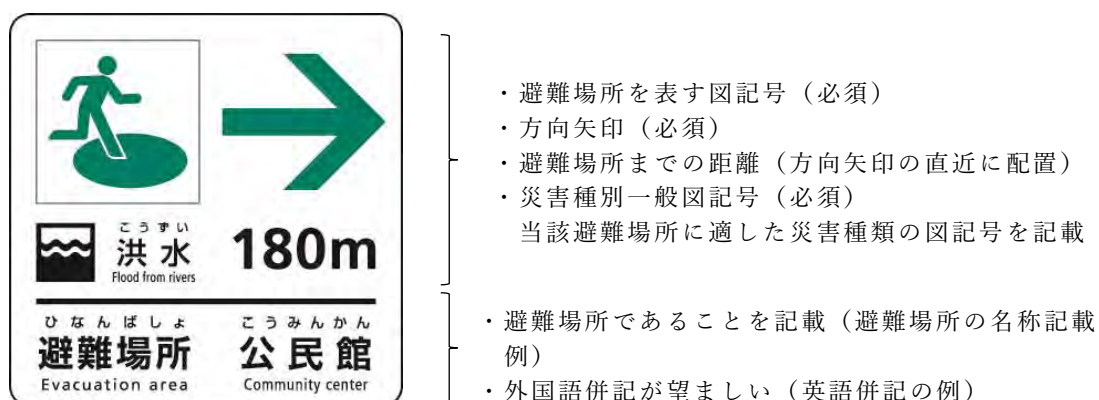 こうずい
洪水
Flood from rivers
180m
ひなんばしょ
避難場所
Evacuation area
こうみんかん
公民館
Community center
・避難場所を表す図記号（必須）
・方向矢印（必須）
・避難場所までの距離（方向矢印の直近に配置）
・災害種別一般図記号（必須）
当該避難場所に適した災害種類の図記号を記載
・避難場所であることを記載（避難場所の名称記載
例）
・外国語併記が望ましい（英語併記の例）